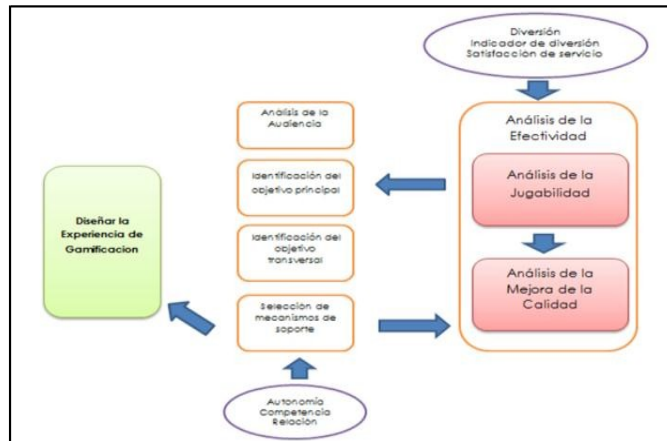 Diversión
Indicador de diversión
Satisfacción de servicio
Análisis de la
Audiencia
Identificación del
objetivo principal
Identificación del
objetivo transversal
Selección de
mecanismos de
soporte
Autonomía
Competencia
Relación
Diseñar la
Experiencia de
Gamificacion
Análisis de la
Efectividad
Análisis de la
Jugabilidad
Análisis de la
Mejora de la
Calidad